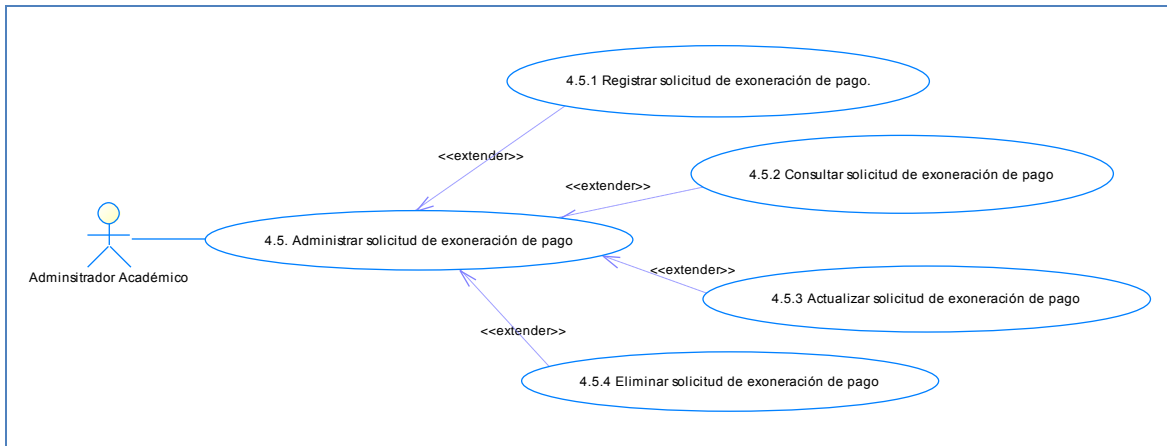 4.5.1 Registrar solicitud de exoneración de pago.
<<extender>>
4.5.2 Consultar solicitud de exoneración de pago
<<extender>>
4.5. Administrar solicitud de exoneración de pago
Adminsitrador Académico
<<extender>>
4.5.3 Actualizar solicitud de exoneración de pago
<<extender>>
4.5.4 Eliminar solicitud de exoneración de pago